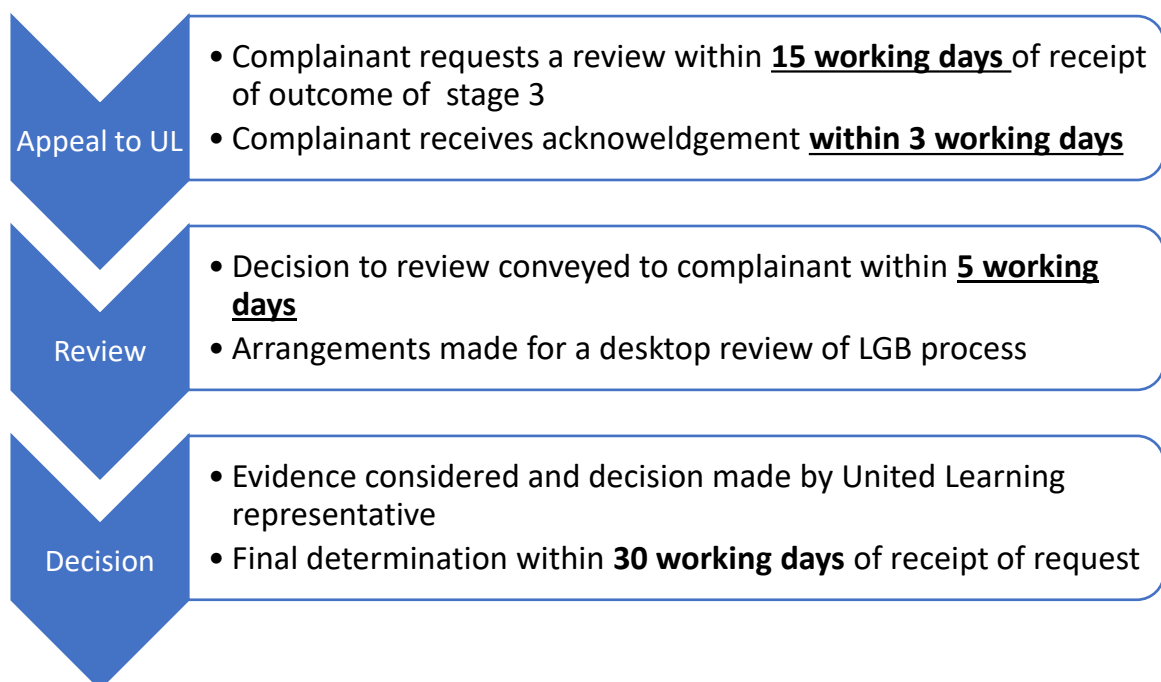 Appeal to UL
• Complainant requests a review within 15 working days of receipt
of outcome of stage 3
• Complainant receives acknoweldgement within 3 working days
Review
• Decision to review conveyed to complainant within 5 working
days
• Arrangements made for a desktop review of LGB process
Decision
• Evidence considered and decision made by United Learning
representative
• Final determination within 30 working days of receipt of request